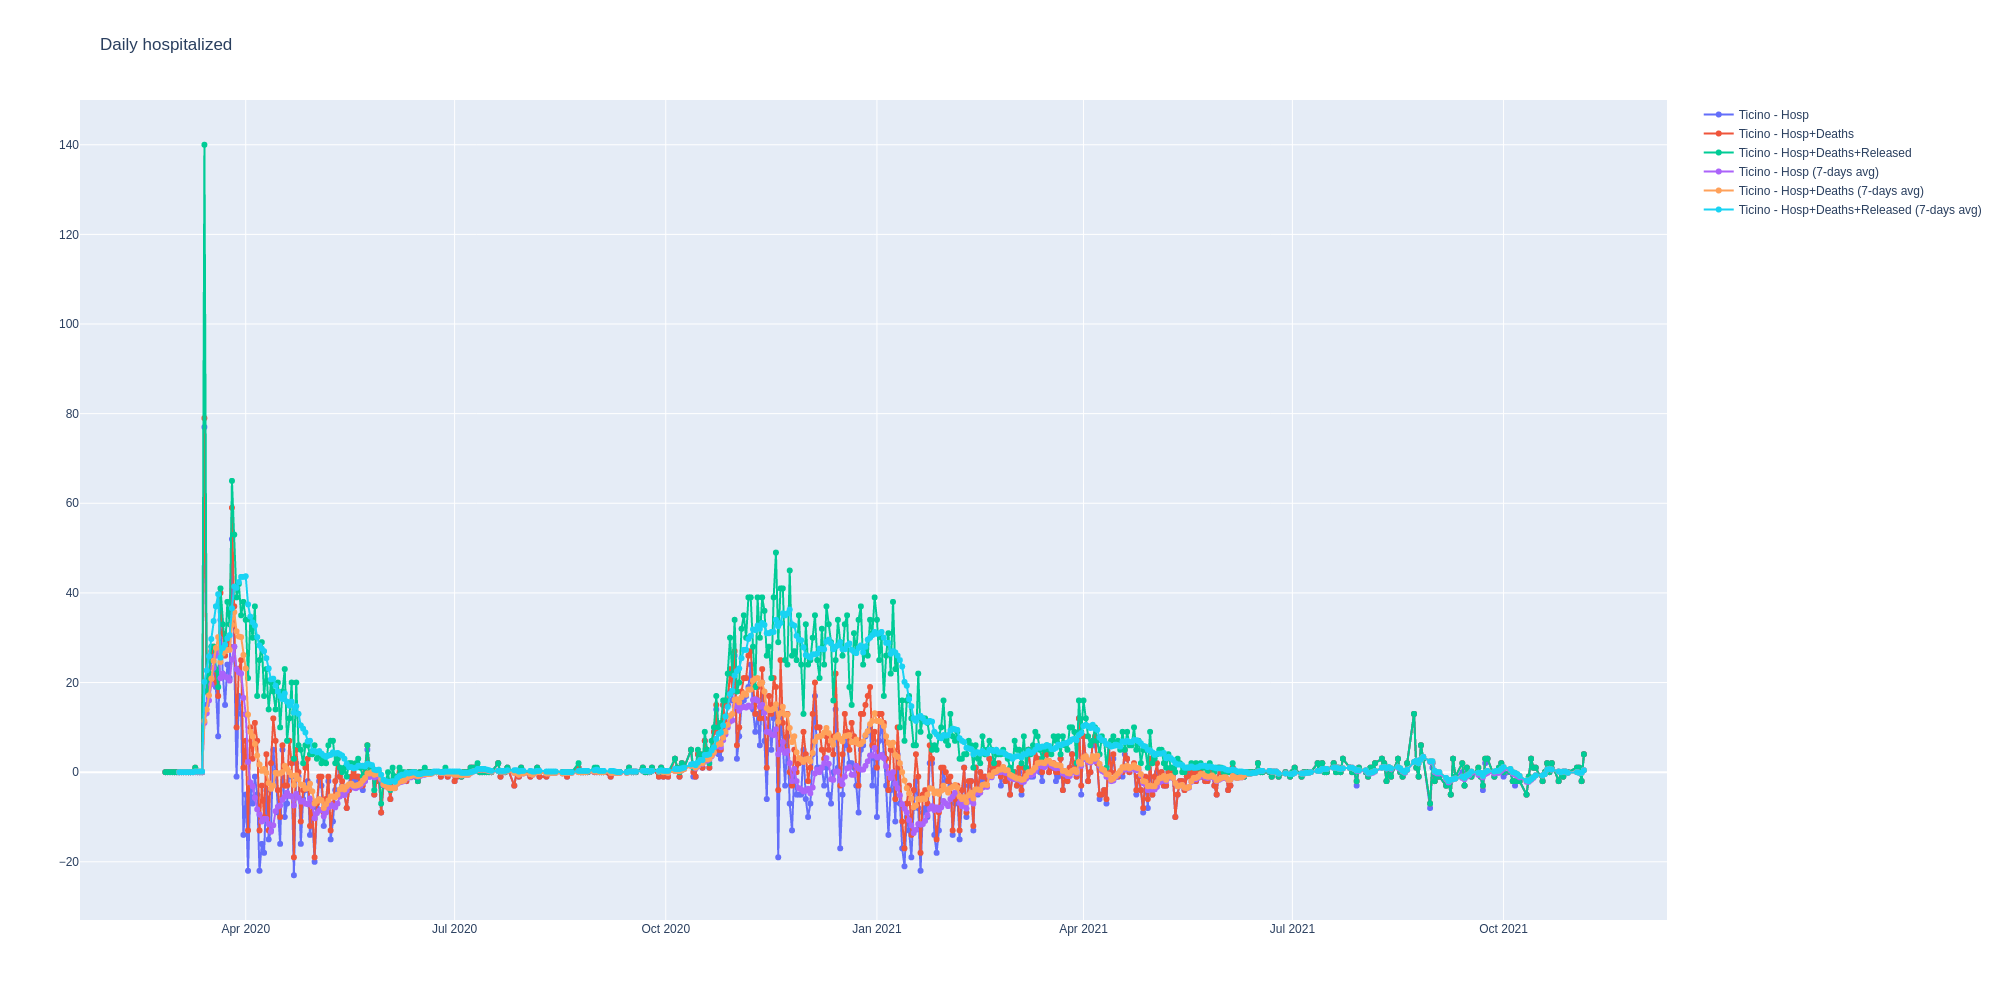 Daily hospitalized
140
120
100
80
60
40
20
0
−20
Apr 2020
Jul 2020
Oct 2020
Jan 2021
Apr 2021
Jul 2021
Oct 2021
Ticino - Hosp
Ticino - Hosp+Deaths
Ticino - Hosp+Deaths+Released
Ticino - Hosp (7-days avg)
Ticino - Hosp+Deaths (7-days avg)
Ticino - Hosp+Deaths+Released (7-days avg)